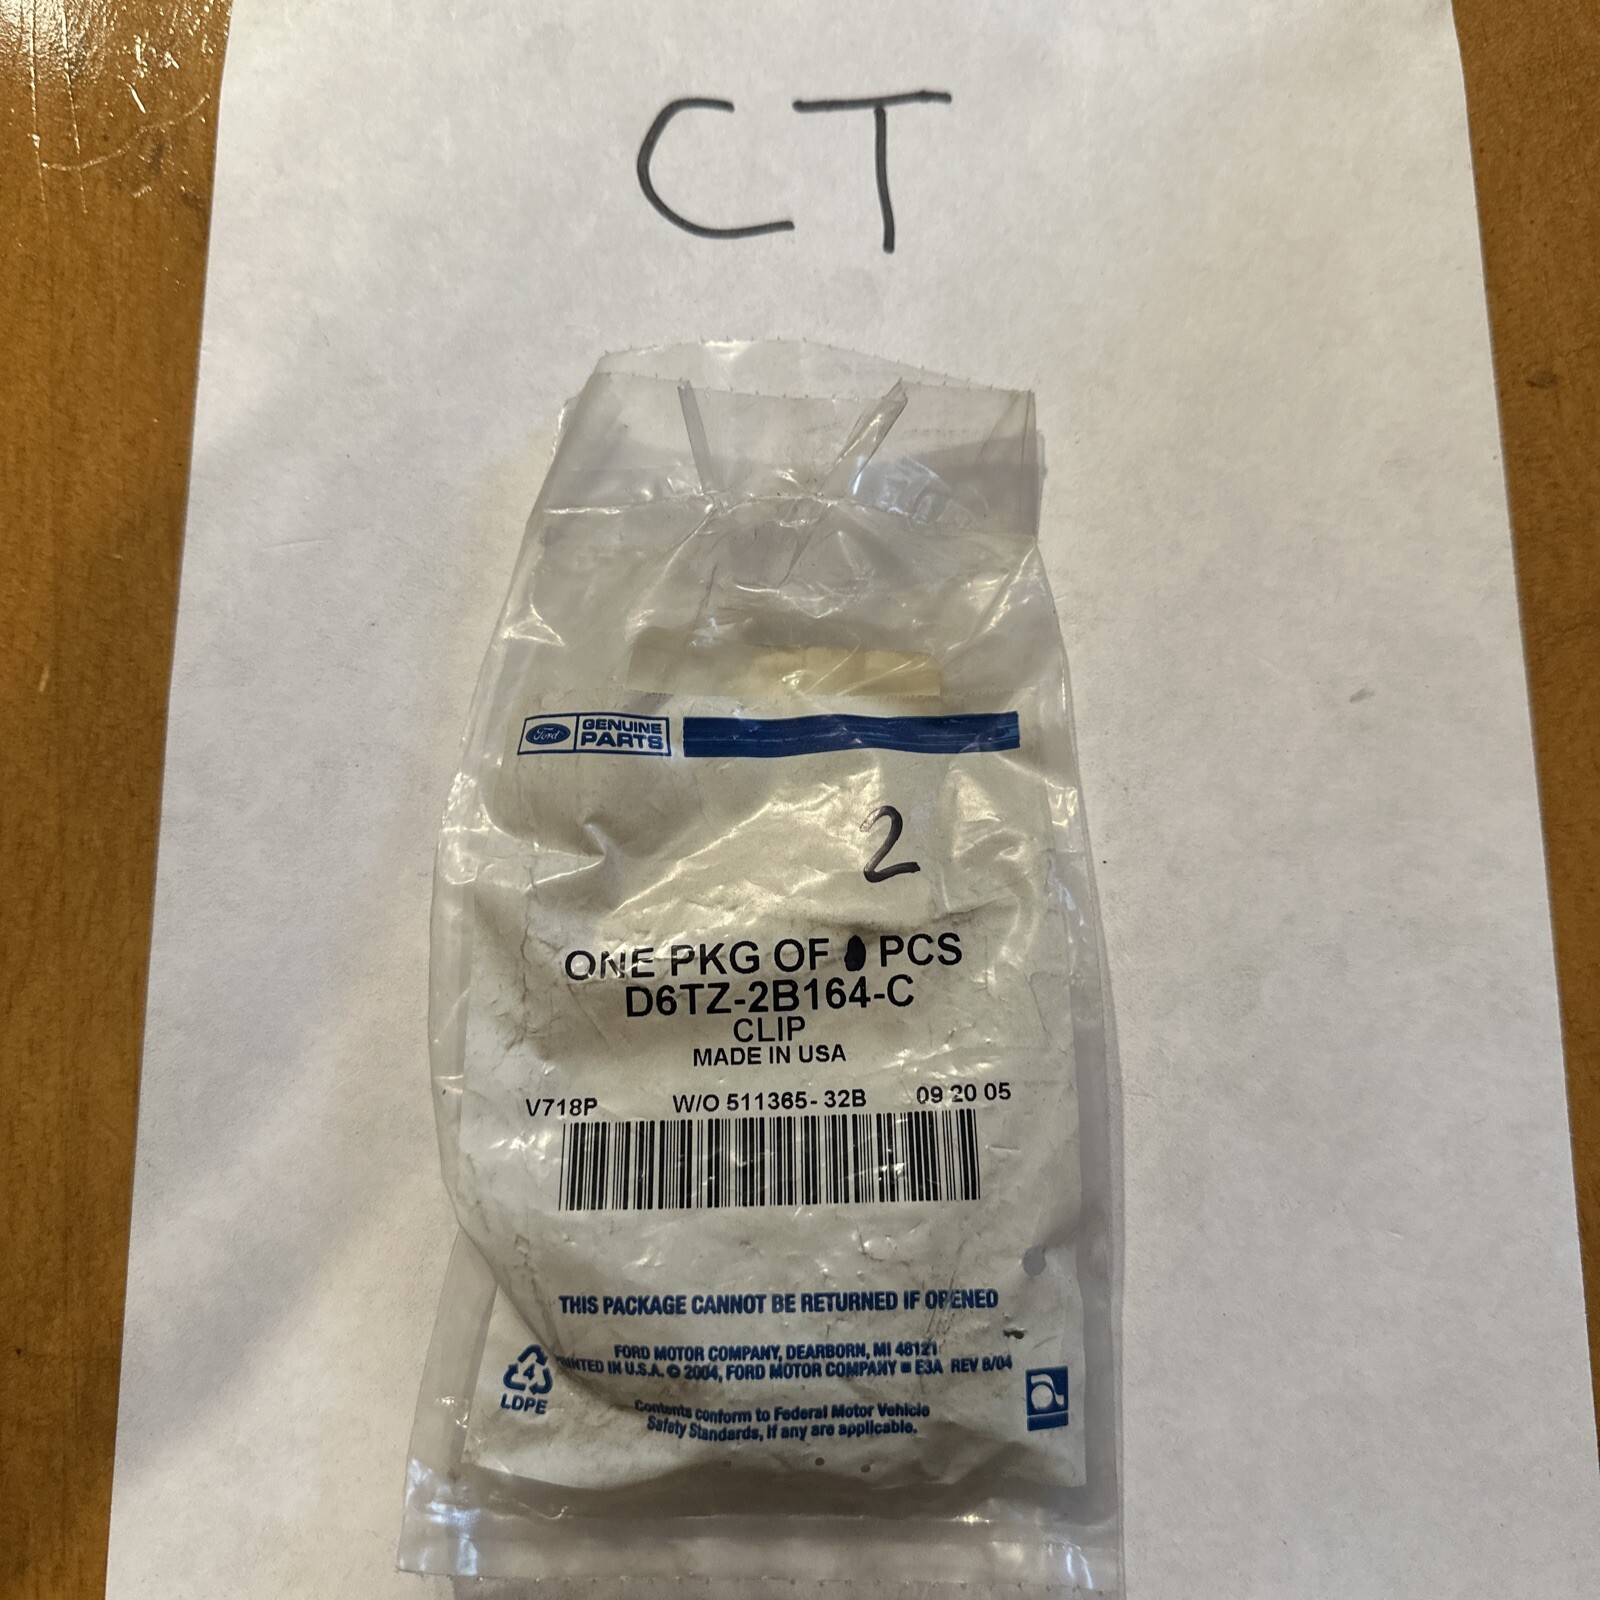 CT
Ford
GENUINE
PARTS
2
ONE PKG OF PCS
D6TZ-2B164-C
CLIP
MADE IN USA
V718P W/O 511365-32B 09 20 05
THIS PACKAGE CANNOT BE RETURNED IF OPENED
FORD MOTOR COMPANY, DEARBORN, MI 48121
PRINTED IN U.S.A. © 2004, FORD MOTOR COMPANY ■ E3A REV 8/04
4
LDPE
Contents conform to Federal Motor Vehicle
Safety Standards, if any are applicable.